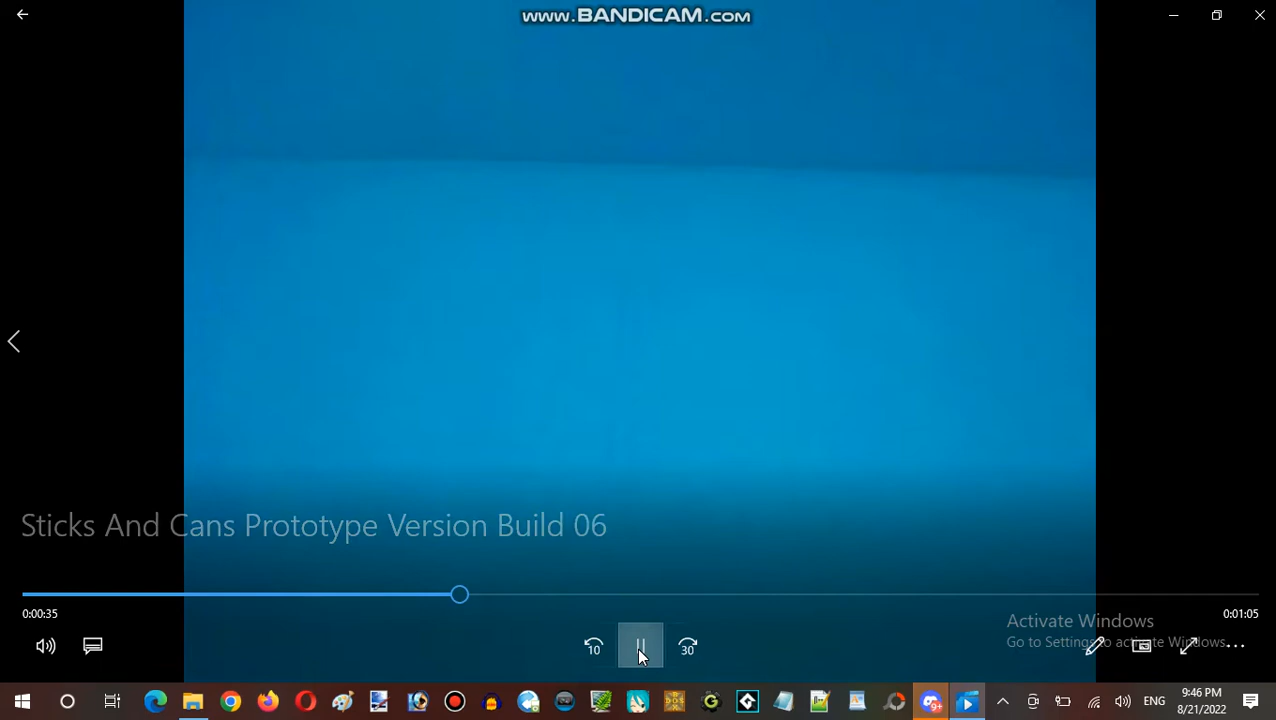 www.BANDICAM.com
Sticks And Cans Prototype Version Build 06
0:00:35
0:01:05
Activate Windows
Go to Settings to activate Windows.
10
30
9+
ENG
9:46 PM
8/21/2022